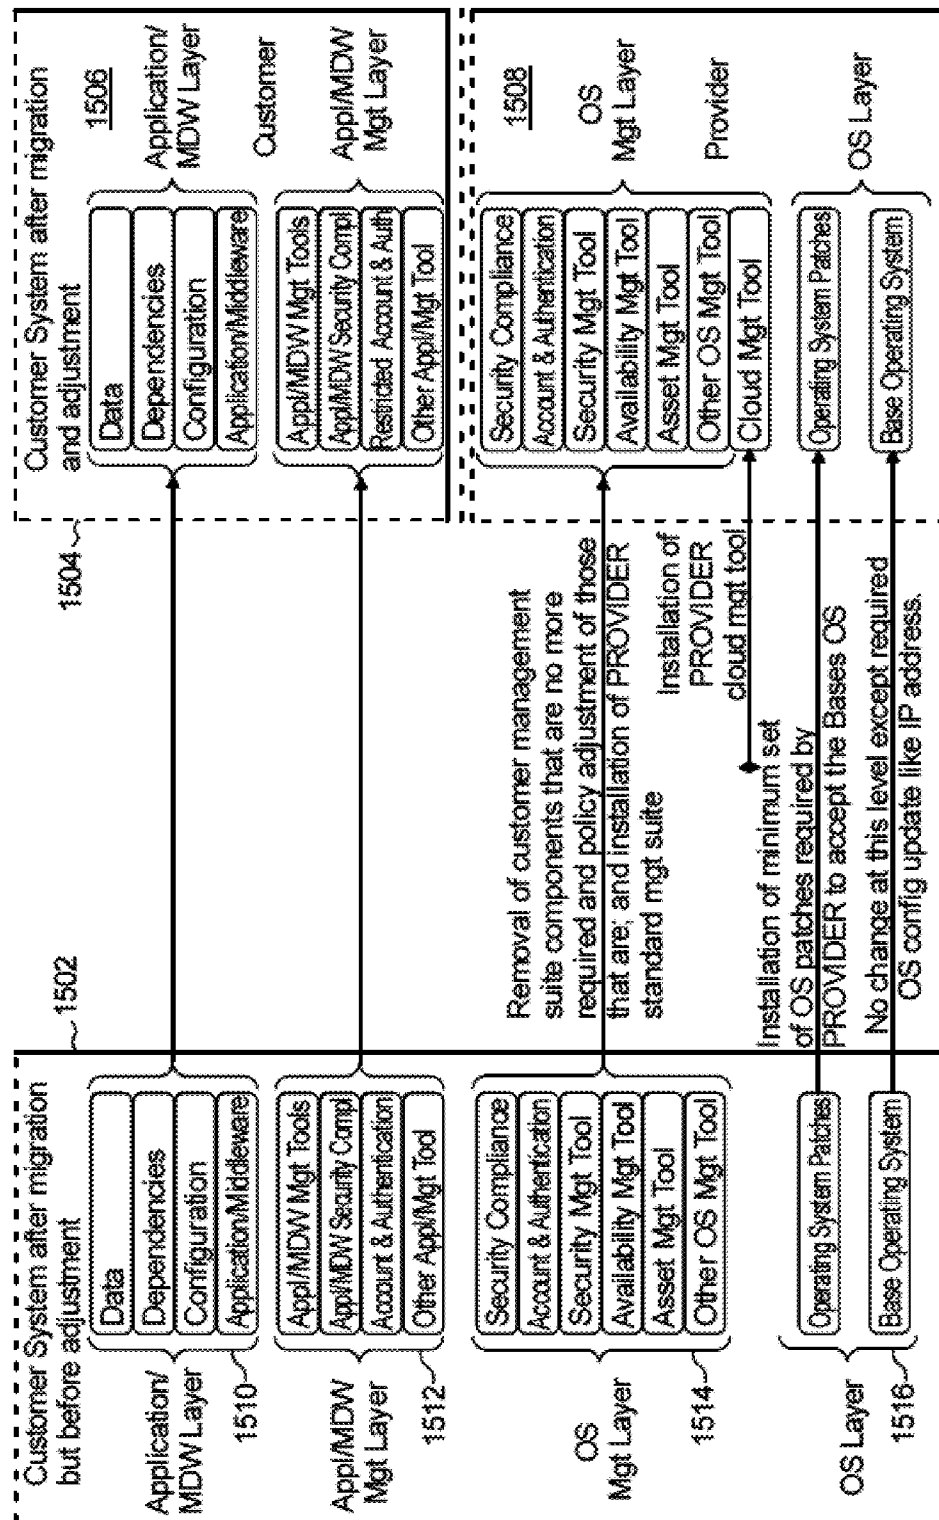 Customer System after migration
but before adjustment
1502
Application/
MDW Layer
1510
Data
Dependencies
Configuration
Application/Middleware
Appl/MDW
Mgt Layer
1512
Appl/MDW Mgt Tools
Appl/MDW Security Compl
Account & Authentication
Other Appl/Mgt Tool
OS
Mgt Layer
1514
Security Compliance
Account & Authentication
Security Mgt Tool
Availability Mgt Tool
Asset Mgt Tool
Other OS Mgt Tool
OS Layer
1516
Operating System Patches
Base Operating System
Removal of customer management
suite components that are no more
required and policy adjustment of those
that are; and installation of PROVIDER
standard mgt suite
Installation of
PROVIDER
cloud mgt tool
Installation of minimum set
of OS patches required by
PROVIDER to accept the Bases OS
No change at this level except required
OS config update like IP address.
1504
Customer System after migration
and adjustment
1506
Data
Dependencies
Configuration
Application/Middleware
Application/
MDW Layer
Customer
Appl/MDW Mgt Tools
Appl/MDW Security Compl
Restricted Account & Auth
Other Appl/Mgt Tool
Appl/MDW
Mgt Layer
1508
Security Compliance
Account & Authentication
Security Mgt Tool
Availability Mgt Tool
Asset Mgt Tool
Other OS Mgt Tool
Cloud Mgt Tool
OS
Mgt Layer
Provider
Operating System Patches
Base Operating System
OS Layer